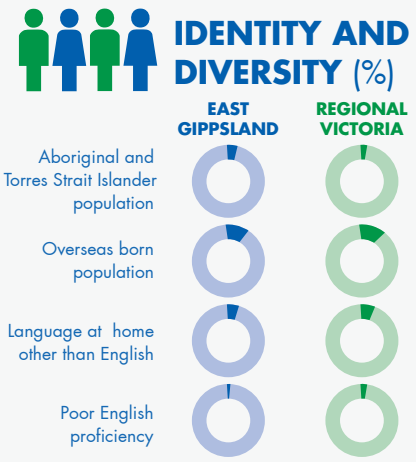 IDENTITY AND
DIVERSITY (%)
EAST
GIPPSLAND
REGIONAL
VICTORIA
Aboriginal and
Torres Strait Islander
population
Overseas born
population
Language at home
other than English
Poor English
proficiency